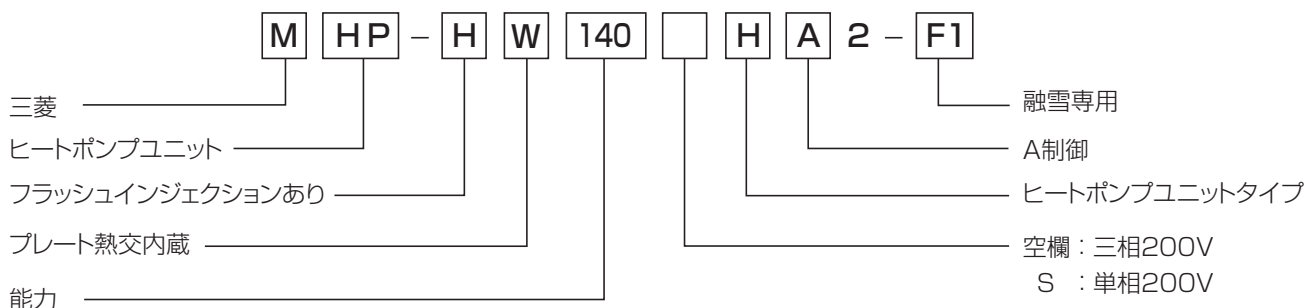 M HP－H W 140 H A 2－F1
三菱
ヒートポンプユニット
フラッシュインジェクションあり
プレート熱交内蔵
能力
融雪専用
A制御
ヒートポンプユニットタイプ
空欄：三相200V
S ：単相200V